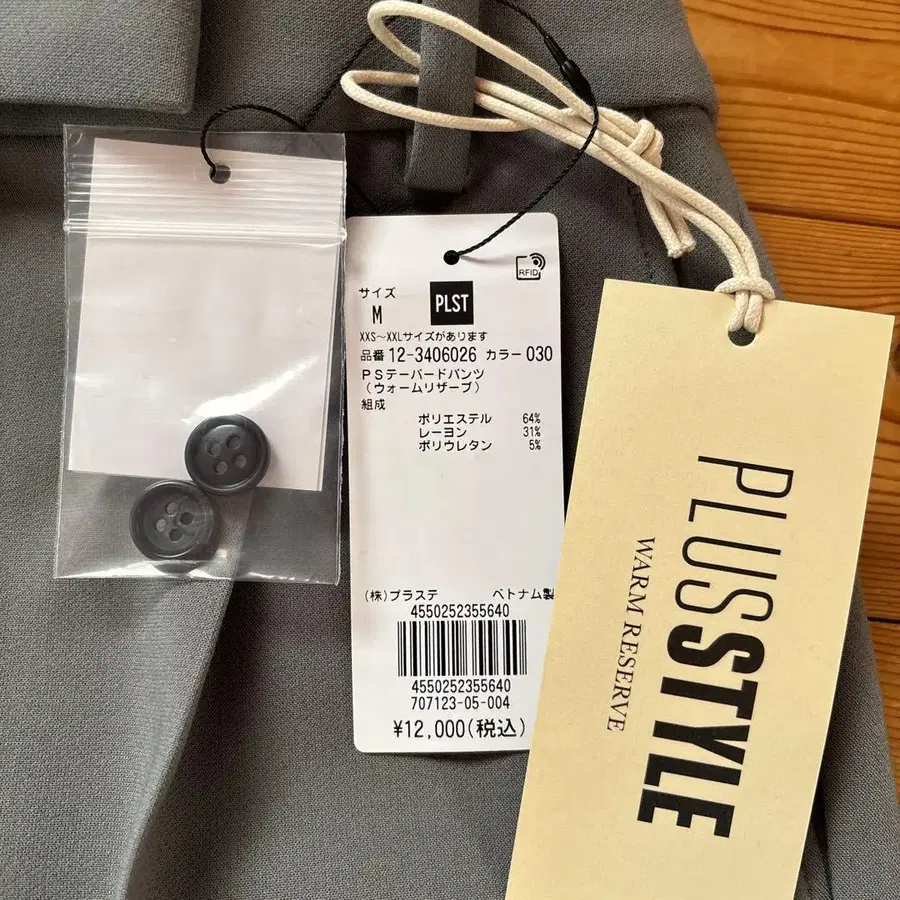 RFID
サイズ
M
PLST
XXS〜XXLサイズがあります
品番 12-3406026 カラー 030
PSテーパードパンツ
(ウォームリザーブ)
組成
ポリエステル 64%
レーヨン 31%
ポリウレタン 5%
(株)プラステ ベトナム製
4550252355640
4550252355640
707123-05-004
¥12,000(税込)
PLUSSTYLE
WARM RESERVE